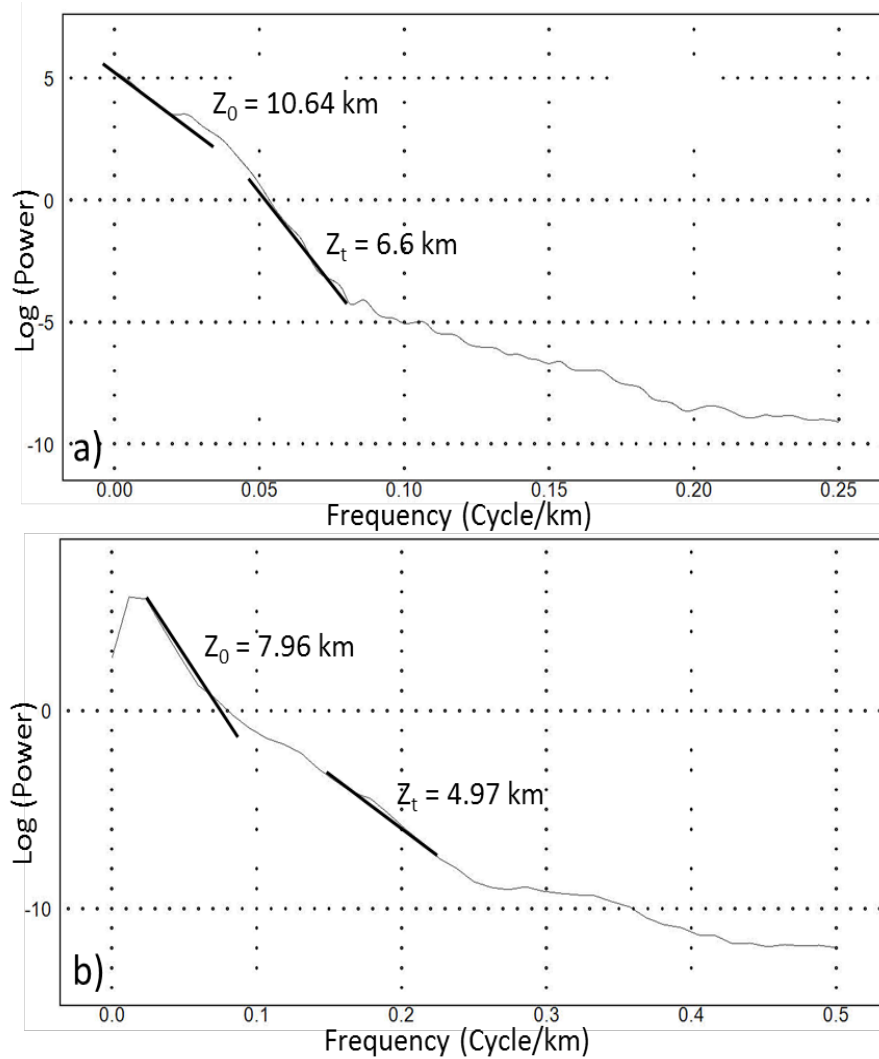 5
Z₀ = 10.64 km
0
Zₜ = 6.6 km
Log (Power)
-5
-10
a)
0.00 0.05 0.10 0.15 0.20 0.25
Frequency (Cycle/km)
Z₀ = 7.96 km
0
Log (Power)
Zₜ = 4.97 km
-10
b)
0.0 0.1 0.2 0.3 0.4 0.5
Frequency (Cycle/km)